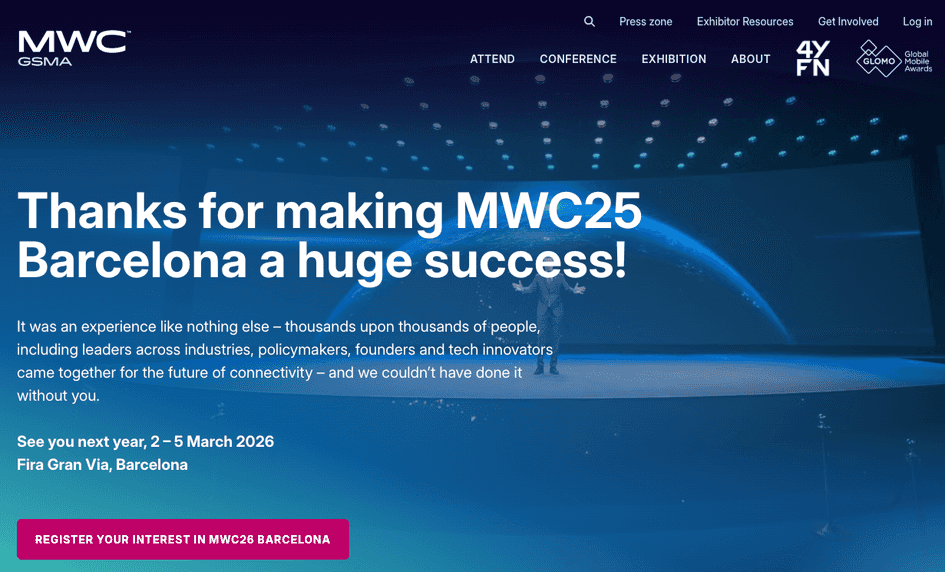 Press zone
Exhibitor Resources
Get Involved
Log in
MWC™
GSMA
ATTEND
CONFERENCE
EXHIBITION
ABOUT
4Y
FN
GLOMO
Global
Mobile
Awards
Thanks for making MWC25
Barcelona a huge success!
It was an experience like nothing else – thousands upon thousands of people,
including leaders across industries, policymakers, founders and tech innovators
came together for the future of connectivity – and we couldn’t have done it
without you.
See you next year, 2 – 5 March 2026
Fira Gran Via, Barcelona
REGISTER YOUR INTEREST IN MWC26 BARCELONA